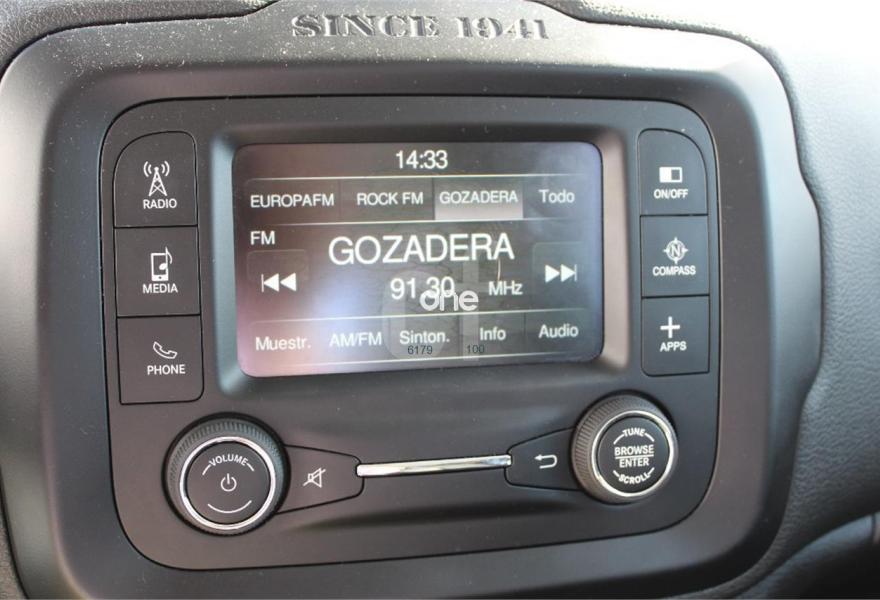 SINCE 1941
14:33
EUROPAFM ROCK FM GOZADERA Todo
FM
GOZADERA
91.30 MHz
one
Muestr. AM/FM Sinton. Info Audio
6179 100
RADIO
MEDIA
PHONE
ON/OFF
N
COMPASS
APPS
VOLUME
TUNE
BROWSE
ENTER
SCROLL